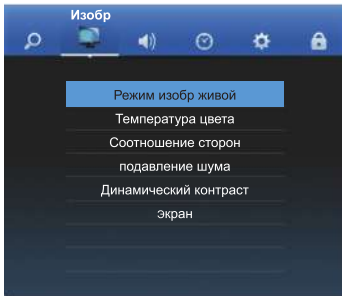 Изобр
Режим изобр живой
Температура цвета
Соотношение сторон
подавление шума
Динамический контраст
экран